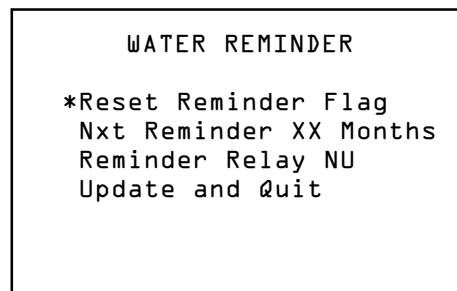 WATER REMINDER
*Reset Reminder Flag
Nxt Reminder XX Months
Reminder Relay NU
Update and Quit